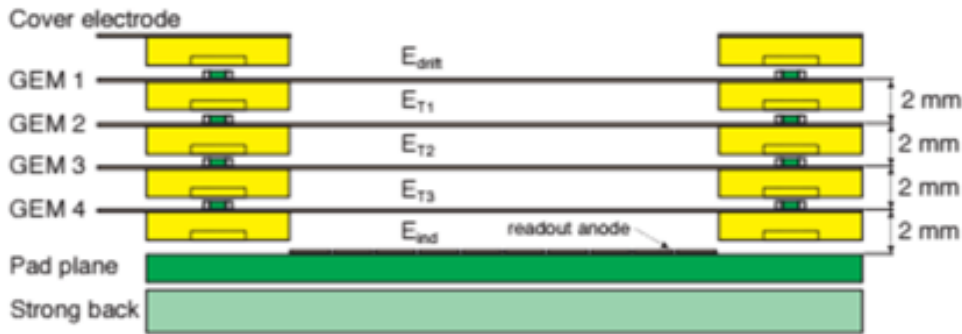 Cover electrode
E_drift
GEM 1
E_T1
2 mm
GEM 2
E_T2
2 mm
GEM 3
E_T3
2 mm
GEM 4
E_ind
readout anode
2 mm
Pad plane
Strong back